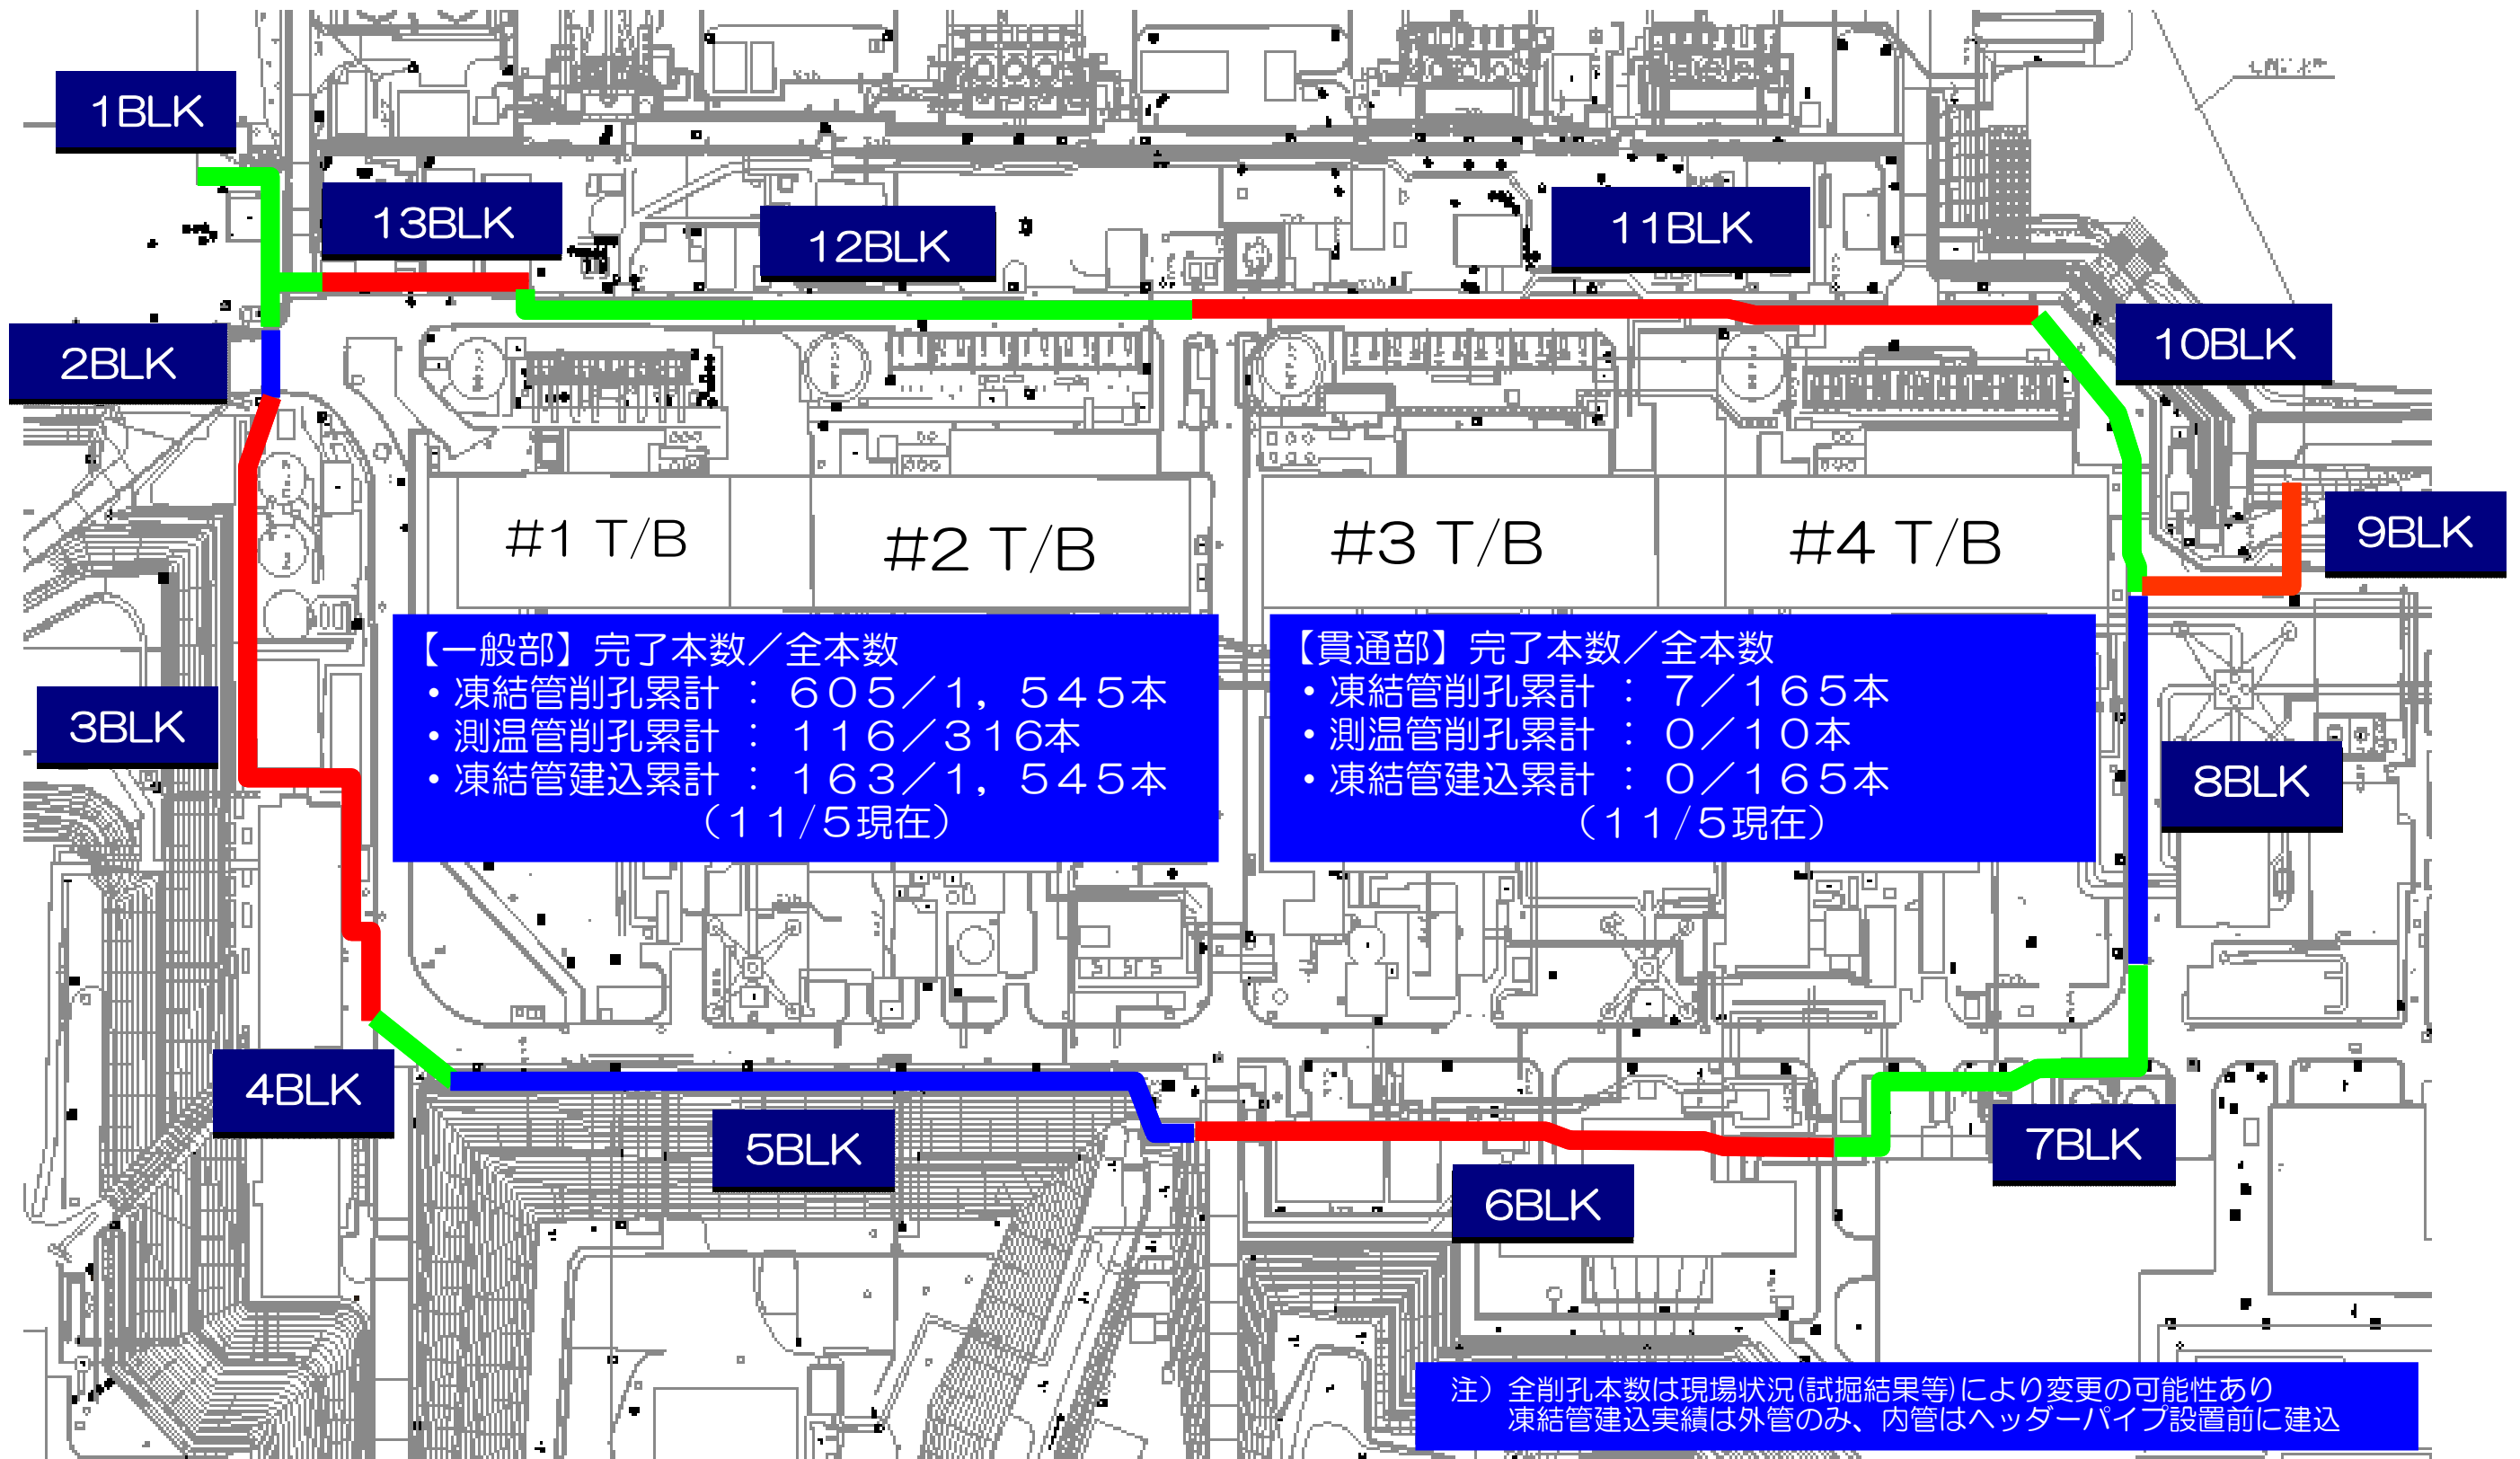 1BLK
13BLK
12BLK
11BLK
2BLK
10BLK
#1 T/B
#2 T/B
#3 T/B
#4 T/B
9BLK
【一般部】完了本数／全本数
・凍結管削孔累計 ： ６０５／１，５４５本
・測温管削孔累計 ： １１６／３１６本
・凍結管建込累計 ： １６３／１，５４５本
（１１/５現在）
【貫通部】完了本数／全本数
・凍結管削孔累計 ： ７／１６５本
・測温管削孔累計 ： ０／１０本
・凍結管建込累計 ： ０／１６５本
（１１/５現在）
3BLK
8BLK
4BLK
5BLK
7BLK
6BLK
注）全削孔本数は現場状況(試掘結果等)により変更の可能性あり
凍結管建込実績は外管のみ、内管はヘッダーパイプ設置前に建込